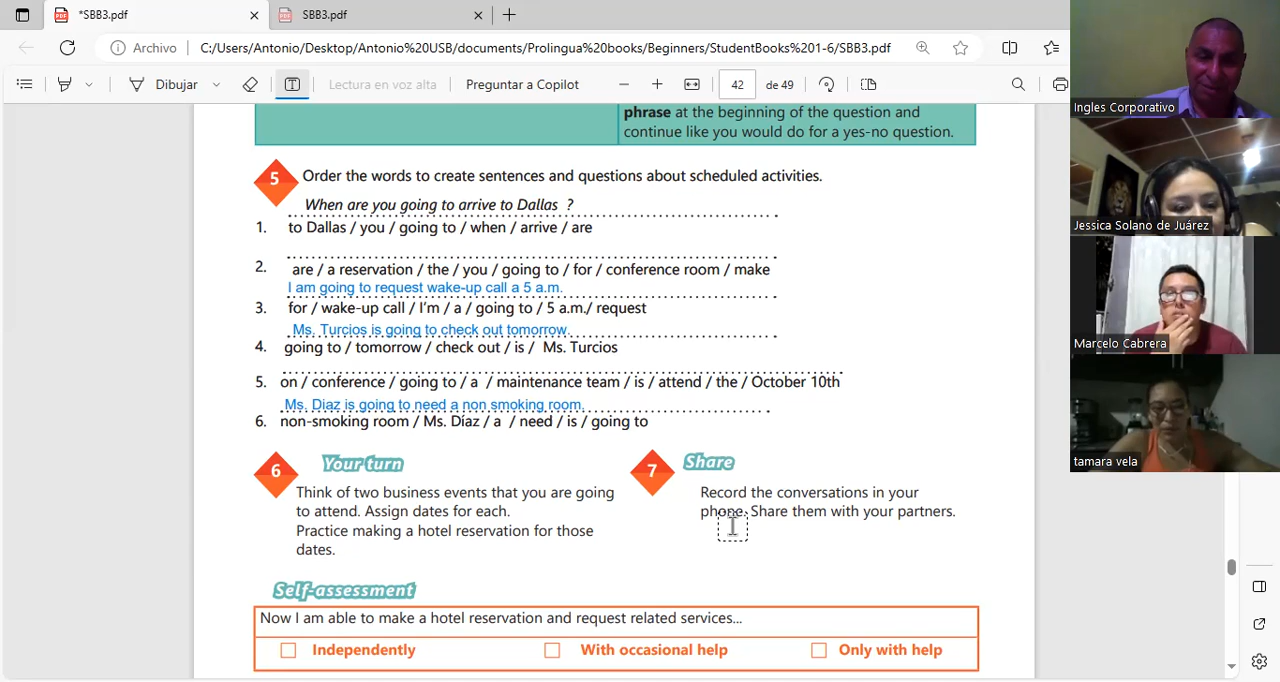 *SBB3.pdf
SBB3.pdf
Archivo
C:/Users/Antonio/Desktop/Antonio%20USB/documents/Prolingua%20books/Beginners/StudentBooks%201-6/SBB3.pdf
Dibujar
Lectura en voz alta
Preguntar a Copilot
42
de 49
phrase at the beginning of the question and
continue like you would do for a yes-no question.
5 Order the words to create sentences and questions about scheduled activities.
When are you going to arrive to Dallas ?
1. to Dallas / you / going to / when / arrive / are
2. are / a reservation / the / you / going to / for / conference room / make
I am going to request wake-up call a 5 a.m.
3. for / wake-up call / I'm / a / going to / 5 a.m./ request
Ms. Turcios is going to check out tomorrow.
4. going to / tomorrow / check out / is / Ms. Turcios
5. on / conference / going to / a / maintenance team / is / attend / the / October 10th
Ms. Diaz is going to need a non smoking room.
6. non-smoking room / Ms. Díaz / a / need / is / going to
6 Your turn
Think of two business events that you are going
to attend. Assign dates for each.
Practice making a hotel reservation for those
dates.
7 Share
Record the conversations in your
phone. Share them with your partners.
Self-assessment
Now I am able to make a hotel reservation and request related services...
Independently
With occasional help
Only with help
Ingles Corporativo
Jessica Solano de Juárez
Marcelo Cabrera
tamara vela